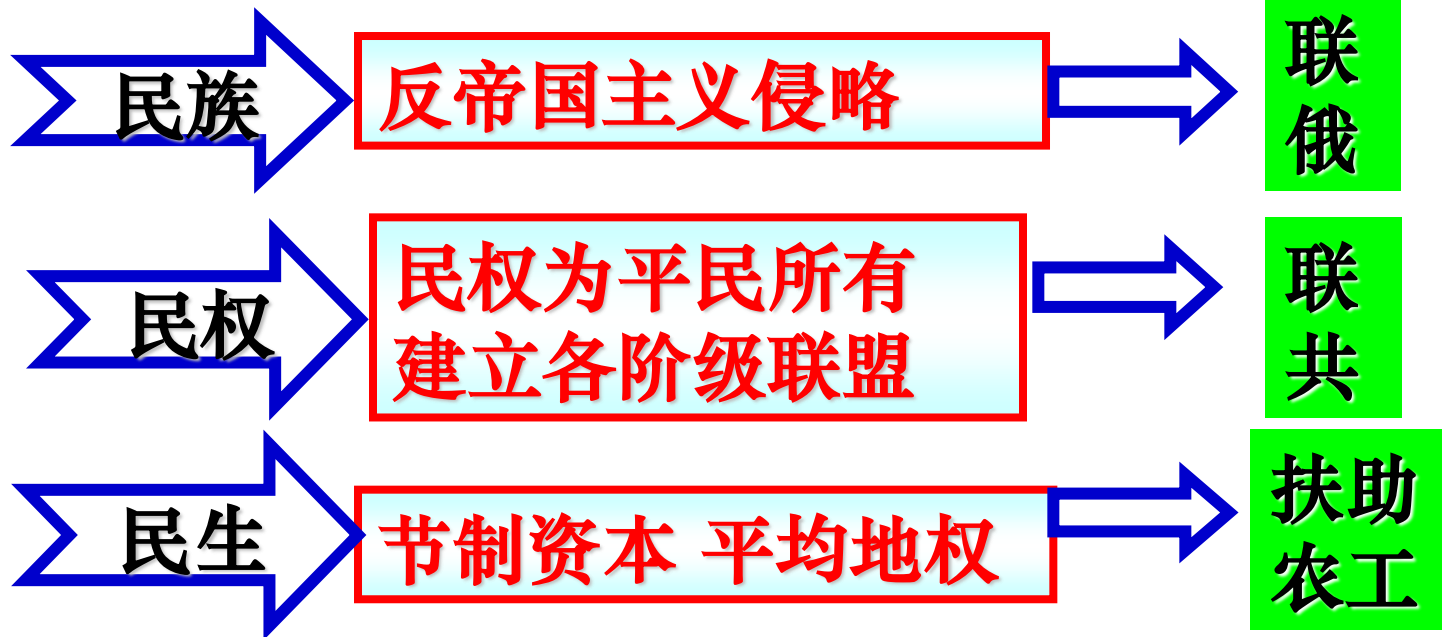 民族
反帝国主义侵略
联
俄
民权
民权为平民所有
建立各阶级联盟
联
共
民生
节制资本 平均地权
扶助
农工